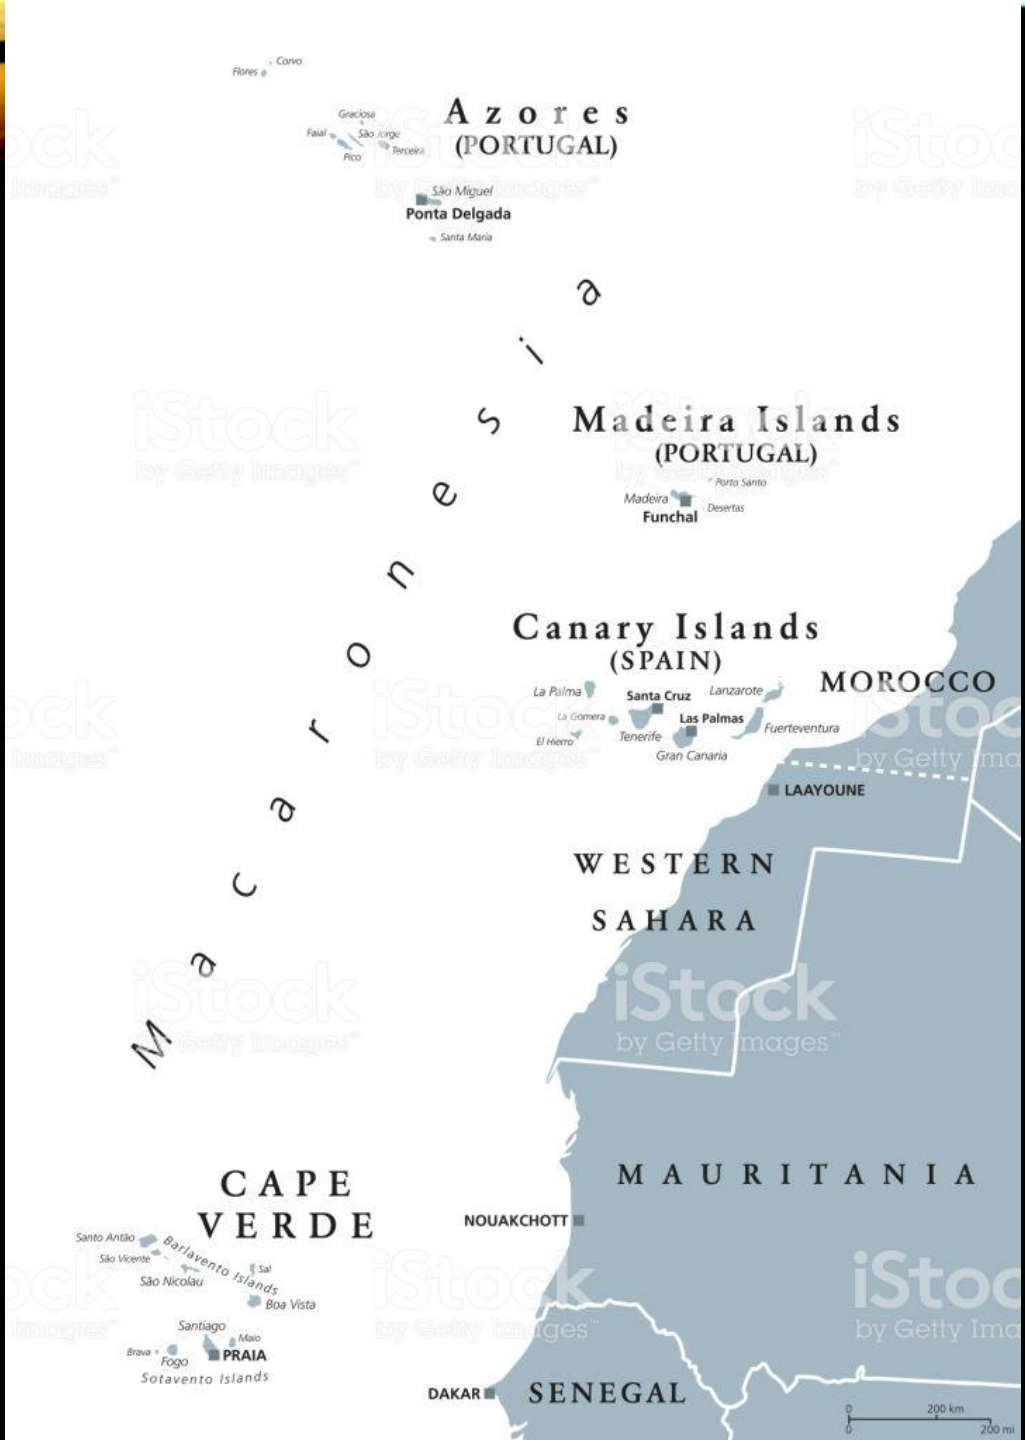 Corvo
Flores
Azores
(PORTUGAL)
Graciosa
Faial
São Jorge
Pico
Terceira
São Miguel
Ponta Delgada
Santa Maria
Macaronesia
Madeira Islands
(PORTUGAL)
Porto Santo
Madeira
Desertas
Funchal
Canary Islands
(SPAIN)
La Palma
Santa Cruz
Lanzarote
MOROCCO
La Gomera
Las Palmas
Fuerteventura
El Hierro
Tenerife
Gran Canaria
LAAYOUNE
WESTERN
SAHARA
MAURITANIA
CAPE
VERDE
NOUAKCHOTT
Santo Antão
Barlavento Islands
São Vicente
Sal
São Nicolau
Boa Vista
Santiago
Maio
Brava
Fogo
PRAIA
Sotavento Islands
DAKAR
SENEGAL
0
200 km
200 mi
iStock
by Getty Images™